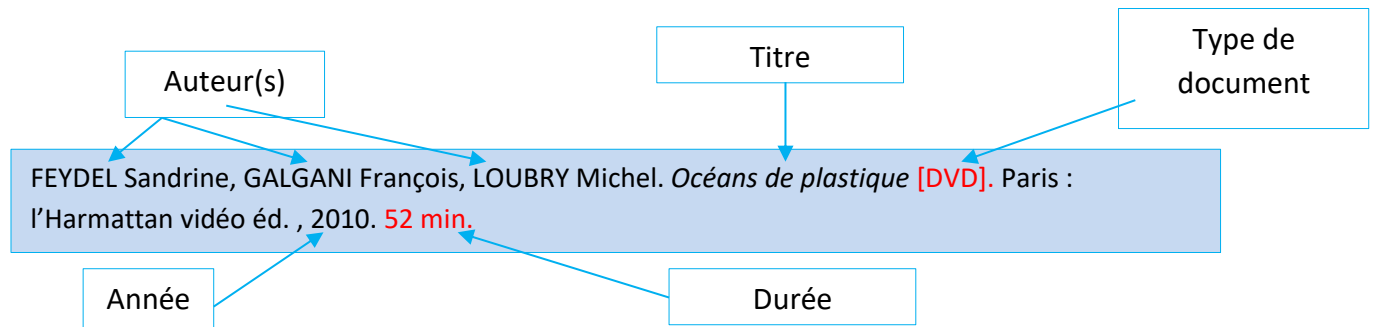 Type de
document
Titre
Auteur(s)
FEYDEL Sandrine, GALGANI François, LOUBRY Michel. Océans de plastique [DVD]. Paris :
l’Harmattan vidéo éd. , 2010. 52 min.
Année
Durée